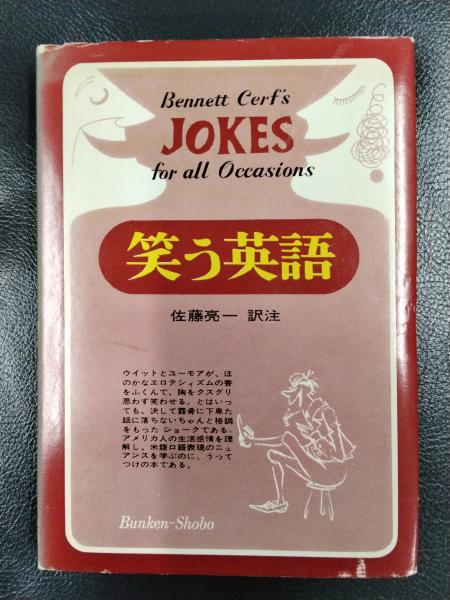 Bennett Cerf's
JOKES
for all Occasions
笑う英語
佐藤亮一 訳注
ウイットとユーモアが、ほ
のかなエロテシィズムの香
をふくんで、胸をクスグリ
思わず笑わせる。とはいっ
ても、決して露骨に下卑た
話に落ちないちゃんと格調
をもった ジョークである。
アメリカ人の生活感情を理
解し、米語口語表現のニュ
アンスを学ぶのに、うって
つけの本である。
Bunken-Shobo